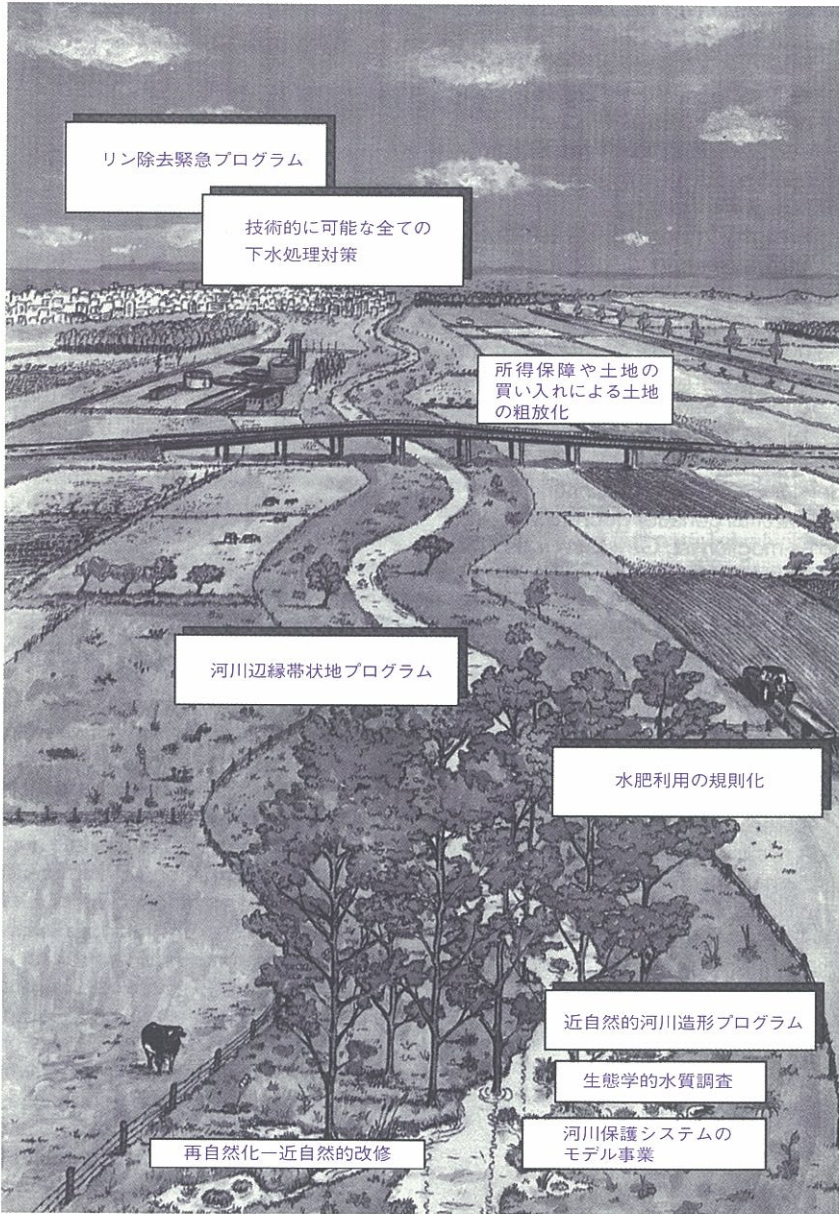 リン除去緊急プログラム
技術的に可能な全ての
下水処理対策
所得保障や土地の
買い入れによる土地
の粗放化
河川辺縁帯状地プログラム
水肥利用の規則化
近自然的河川造形プログラム
生態学的水質調査
河川保護システムの
モデル事業
再自然化—近自然的改修